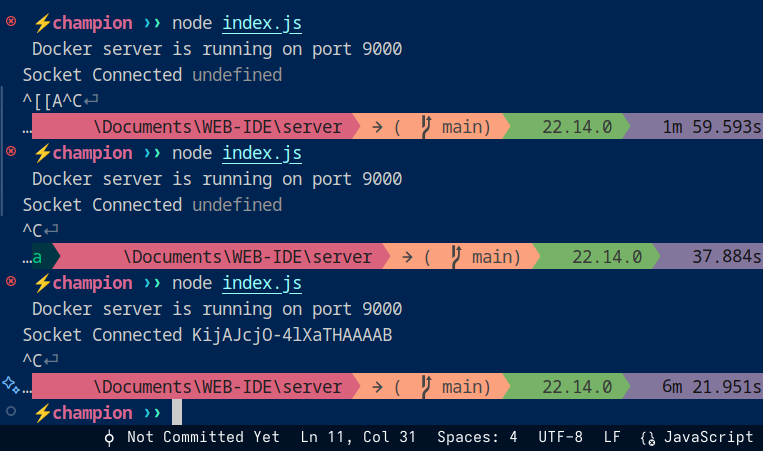 ⚡champion ›› node index.js
Docker server is running on port 9000
Socket Connected undefined
^[[A^C
… \Documents\WEB-IDE\server → ( main) 22.14.0 1m 59.593s
⚡champion ›› node index.js
Docker server is running on port 9000
Socket Connected undefined
^C
…a \Documents\WEB-IDE\server → ( main) 22.14.0 37.884s
⚡champion ›› node index.js
Docker server is running on port 9000
Socket Connected KijAJcjO-4lXaTHAAAAB
^C
… \Documents\WEB-IDE\server → ( main) 22.14.0 6m 21.951s
⚡champion ››
Not Committed Yet Ln 11, Col 31 Spaces: 4 UTF-8 LF JavaScript